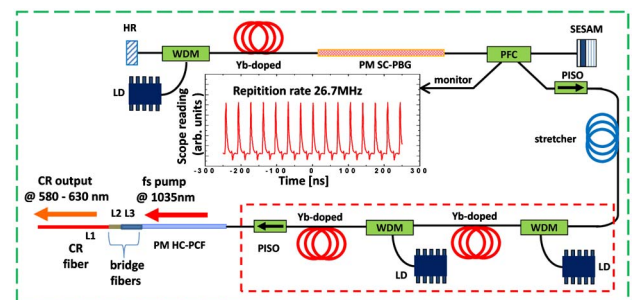 HR
WDM
Yb-doped
PM SC-PBG
PFC
SESAM
LD
monitor
PISO
Repitition rate 26.7MHz
Scope reading
(arb. units)
-300 -200 -100 0 100 200 300
Time [ns]
stretcher
CR output
@ 580 - 630 nm
fs pump
@ 1035nm
L2 L3
L1
CR
fiber
bridge
fibers
PM HC-PCF
PISO
Yb-doped
WDM
Yb-doped
WDM
LD
LD